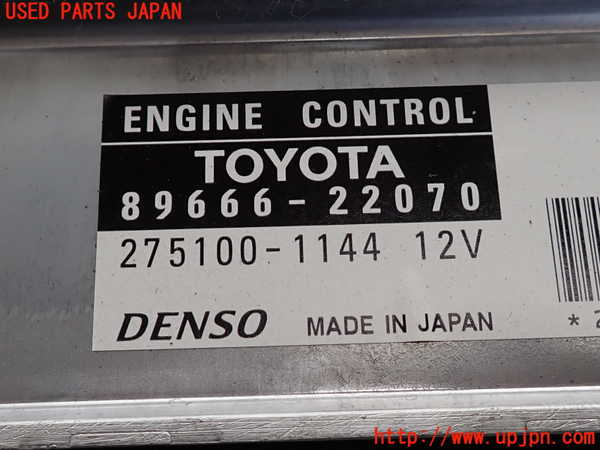 USED PARTS JAPAN
ENGINE CONTROL
TOYOTA
89666-22070
275100-1144 12V
DENSO MADE IN JAPAN
*2
http://www.upjpn.com/